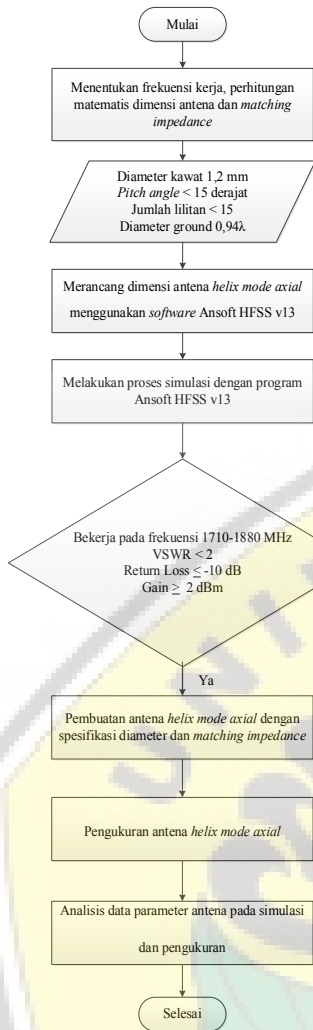 Mulai
Menentukan frekuensi kerja, perhitungan
matematis dimensi antena dan matching
impedance
Diameter kawat 1,2 mm
Pitch angle < 15 derajat
Jumlah lilitan < 15
Diameter ground 0,94λ
Merancang dimensi antena helix mode axial
menggunakan software Ansoft HFSS v13
Melakukan proses simulasi dengan program
Ansoft HFSS v13
Bekerja pada frekuensi 1710-1880 MHz
VSWR < 2
Return Loss ≤ -10 dB
Gain ≥ 2 dBm
Ya
Pembuatan antena helix mode axial dengan
spesifikasi diameter dan matching impedance
Pengukuran antena helix mode axial
Analisis data parameter antena pada simulasi
dan pengukuran
Selesai
UNI